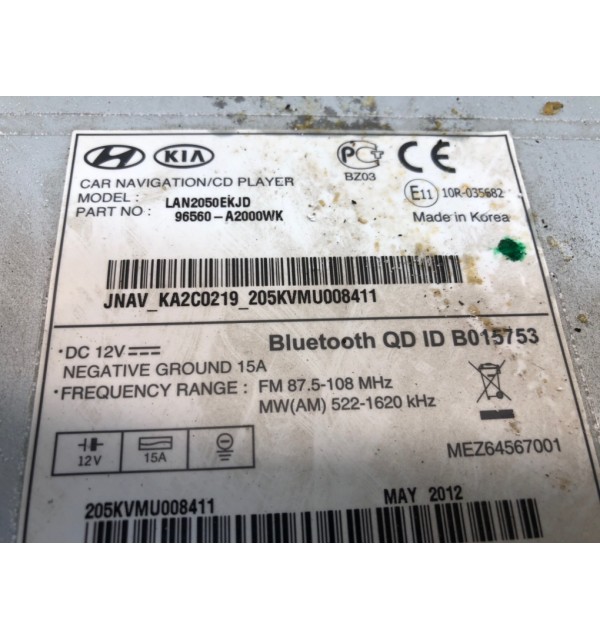 KIA
PC
CE
BZ03
CAR NAVIGATION/CD PLAYER
MODEL : LAN2050EKJD
PART NO : 96560-A2000WK
E11 10R-035682
Made in Korea
JNAV_KA2C0219_205KVMU008411
Bluetooth QD ID B015753
·DC 12V
NEGATIVE GROUND 15A
·FREQUENCY RANGE : FM 87.5-108 MHz
MW(AM) 522-1620 kHz
12V
15A
MEZ64567001
205KVMU008411
MAY 2012